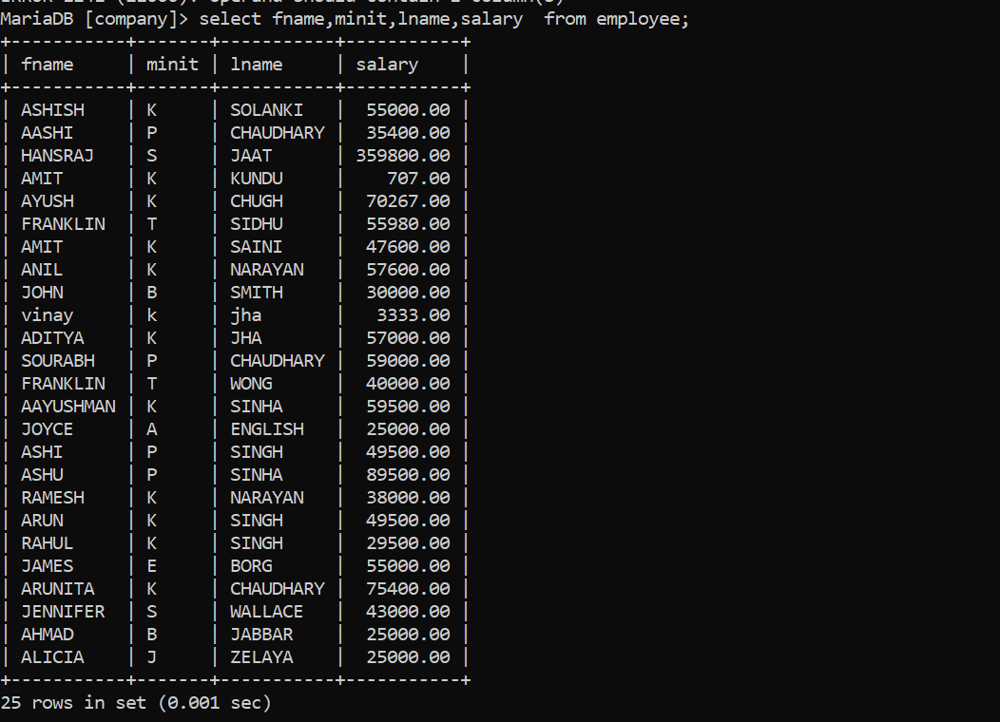 MariaDB [company]> select fname,minit,lname,salary  from employee;
+-----------+-------+-----------+-----------+
| fname     | minit | lname     | salary    |
+-----------+-------+-----------+-----------+
| ASHISH    | K     | SOLANKI   |  55000.00 |
| AASHI     | P     | CHAUDHARY |  35400.00 |
| HANSRAJ   | S     | JAAT      | 359800.00 |
| AMIT      | K     | KUNDU     |    707.00 |
| AYUSH     | K     | CHUGH     |  70267.00 |
| FRANKLIN  | T     | SIDHU     |  55980.00 |
| AMIT      | K     | SAINI     |  47600.00 |
| ANIL      | K     | NARAYAN   |  57600.00 |
| JOHN      | B     | SMITH     |  30000.00 |
| vinay     | k     | jha       |   3333.00 |
| ADITYA    | K     | JHA       |  57000.00 |
| SOURABH   | P     | CHAUDHARY |  59000.00 |
| FRANKLIN  | T     | WONG      |  40000.00 |
| AAYUSHMAN | K     | SINHA     |  59500.00 |
| JOYCE     | A     | ENGLISH   |  25000.00 |
| ASHI      | P     | SINGH     |  49500.00 |
| ASHU      | P     | SINHA     |  89500.00 |
| RAMESH    | K     | NARAYAN   |  38000.00 |
| ARUN      | K     | SINGH     |  49500.00 |
| RAHUL     | K     | SINGH     |  29500.00 |
| JAMES     | E     | BORG      |  55000.00 |
| ARUNITA   | K     | CHAUDHARY |  75400.00 |
| JENNIFER  | S     | WALLACE   |  43000.00 |
| AHMAD     | B     | JABBAR    |  25000.00 |
| ALICIA    | J     | ZELAYA    |  25000.00 |
+-----------+-------+-----------+-----------+
25 rows in set (0.001 sec)